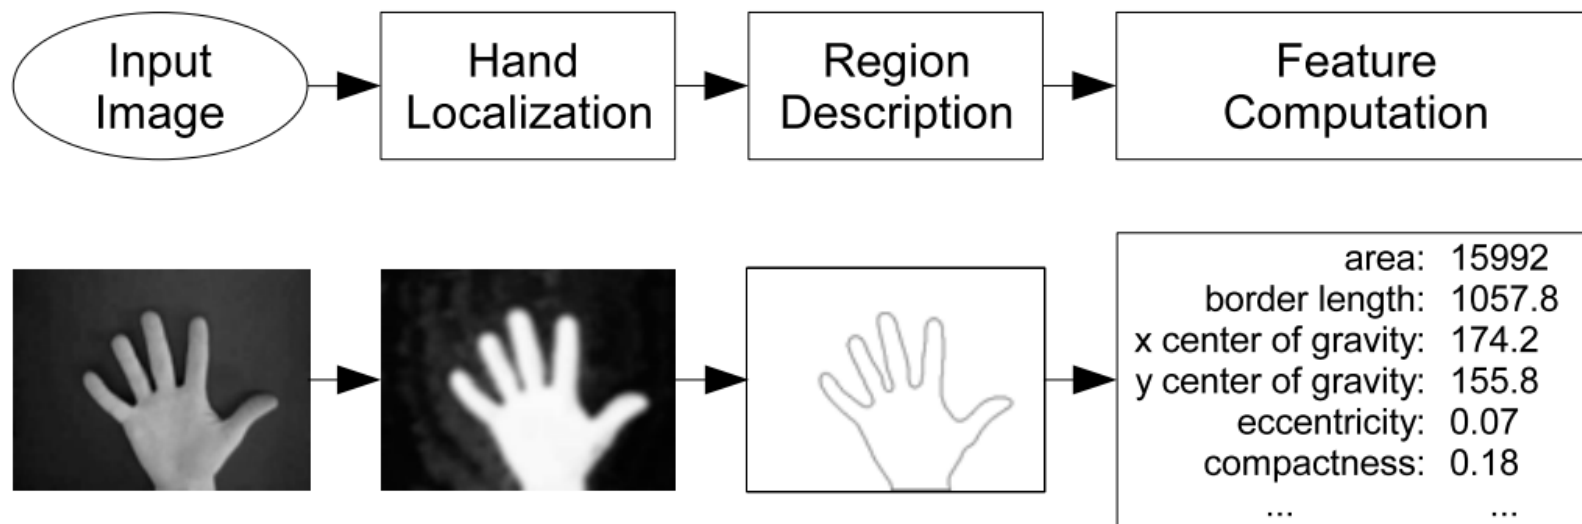 Input
Image
Hand
Localization
Region
Description
Feature
Computation
area: 15992
border length: 1057.8
x center of gravity: 174.2
y center of gravity: 155.8
eccentricity: 0.07
compactness: 0.18
... ...